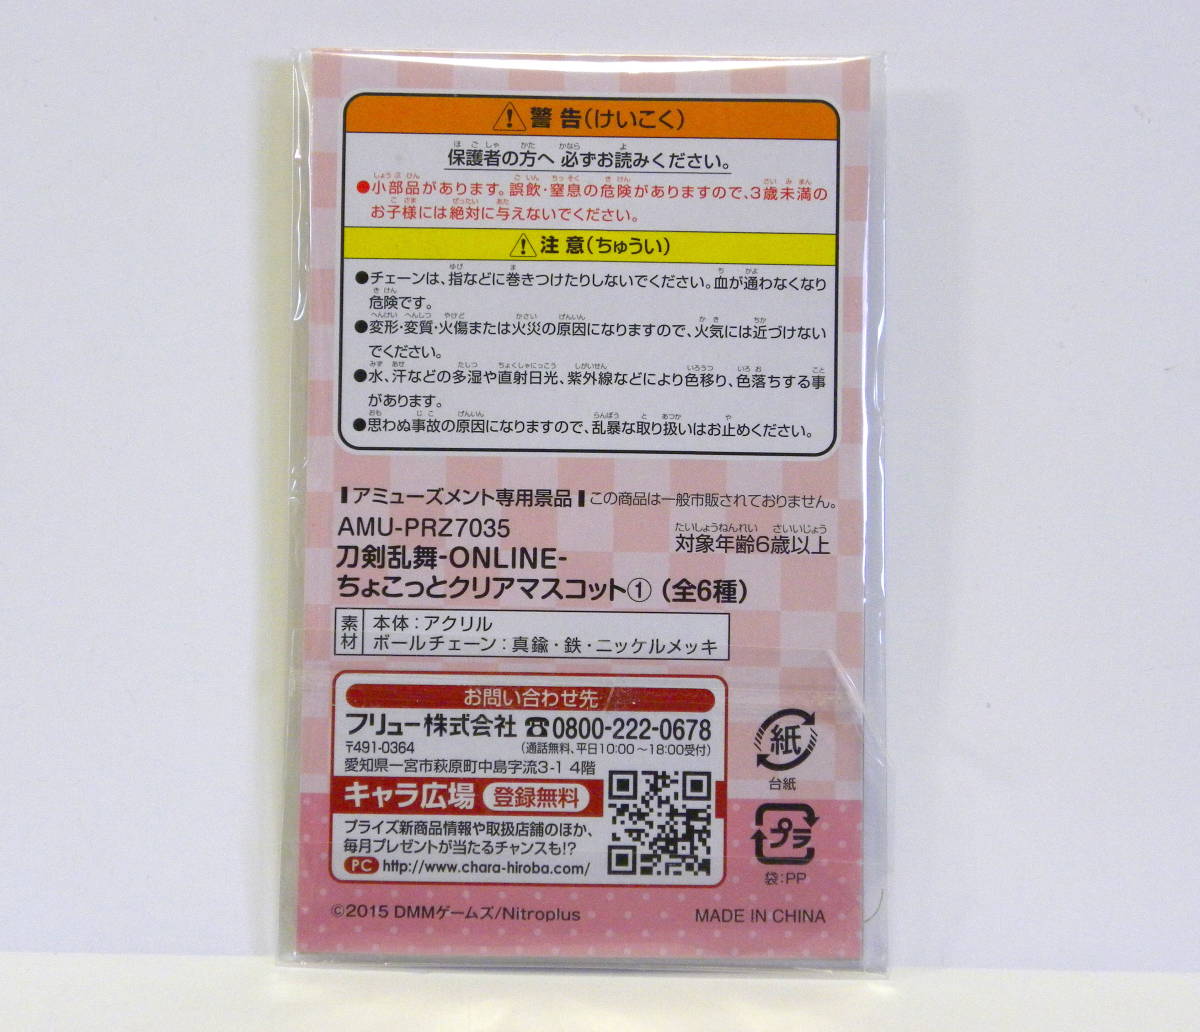 警告(けいこく)
保護者の方へ 必ずお読みください。
●小部品があります。誤飲・窒息の危険がありますので、3歳未満の
お子様には絶対に与えないでください。
注意(ちゅうい)
●チェーンは、指などに巻きつけたりしないでください。血が通わなくなり
危険です。
●変形・変質・火傷または火災の原因になりますので、火気には近づけない
でください。
●水、汗などの多湿や直射日光、紫外線などにより色移り、色落ちする事
があります。
●思わぬ事故の原因になりますので、乱暴な取り扱いはお止めください。
アミューズメント専用景品 この商品は一般市販されておりません。
AMU-PRZ7035
たいしょうねんれい さいいじょう
対象年齢6歳以上
刀剣乱舞-ONLINE-
ちょこっとクリアマスコット① (全6種)
素材
本体:アクリル
ボールチェーン:真鍮・鉄・ニッケルメッキ
お問い合わせ先
フリュー株式会社 ☎0800-222-0678
〒491-0364 (通話無料、平日10:00〜18:00受付)
愛知県一宮市萩原町中島字流3-1 4階
キャラ広場 登録無料
プライズ新商品情報や取扱店舗のほか、
毎月プレゼントが当たるチャンスも!?
PC http://www.chara-hiroba.com/
紙
台紙
プラ
袋:PP
©2015 DMMゲームズ/Nitroplus
MADE IN CHINA